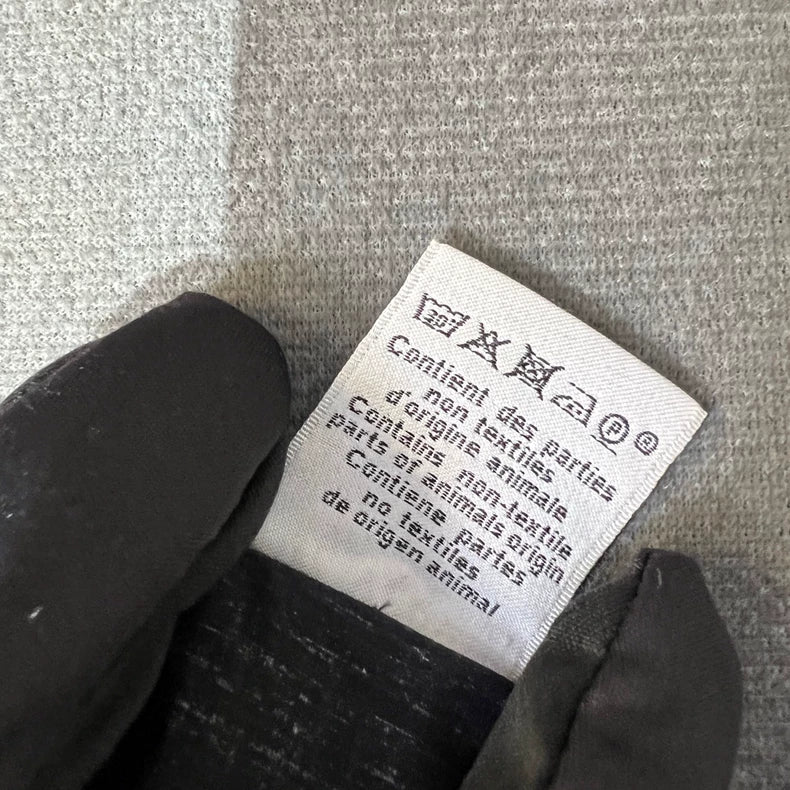 30°
P ®
Contient des parties
non textiles
d'origine animale
Contains non-textile
parts of animals origin
Contiene partes
no textiles
de origen animal